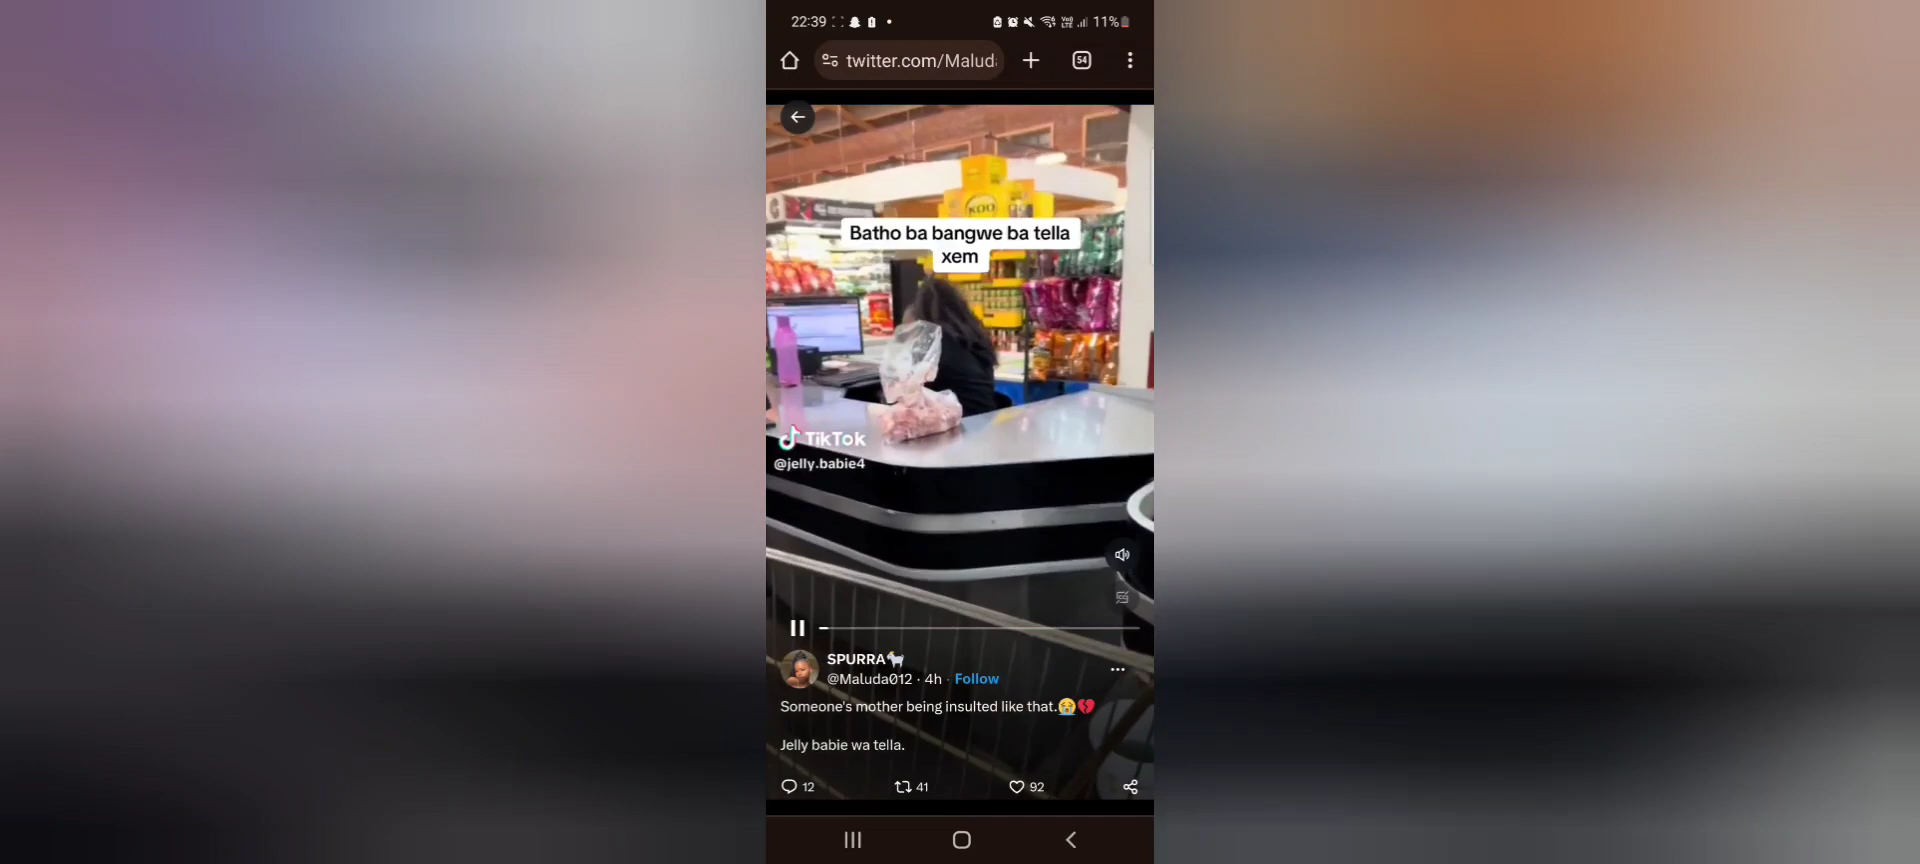 22:39
11%
twitter.com/Malud
54
KOO
Batho ba bangwe ba tella
xem
TikTok
@jelly.babie4
SPURRA🐐
@Maluda012 · 4h · Follow
Someone's mother being insulted like that.😭💔
Jelly babie wa tella.
12
41
92